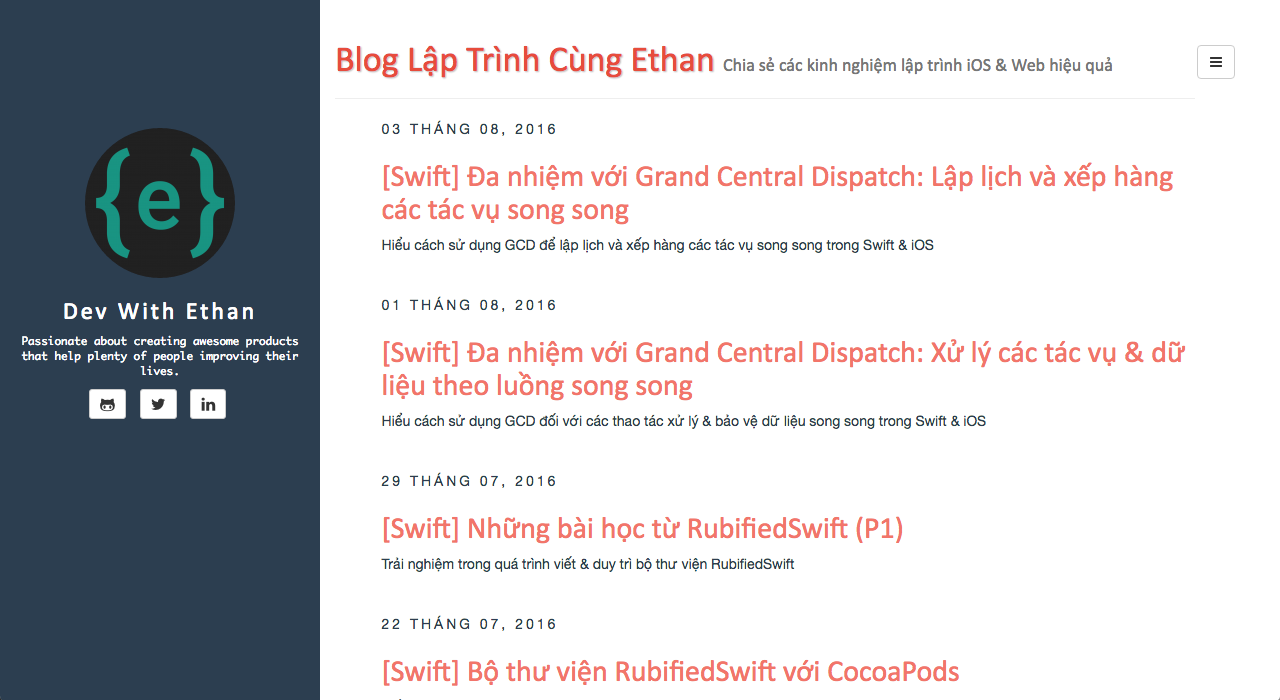 {e}
Dev With Ethan
Passionate about creating awesome products
that help plenty of people improving their
lives.
Blog Lập Trình Cùng Ethan Chia sẻ các kinh nghiệm lập trình iOS & Web hiệu quả
03 THÁNG 08, 2016
[Swift] Đa nhiệm với Grand Central Dispatch: Lập lịch và xếp hàng
các tác vụ song song
Hiểu cách sử dụng GCD để lập lịch và xếp hàng các tác vụ song song trong Swift & iOS
01 THÁNG 08, 2016
[Swift] Đa nhiệm với Grand Central Dispatch: Xử lý các tác vụ & dữ
liệu theo luồng song song
Hiểu cách sử dụng GCD đối với các thao tác xử lý & bảo vệ dữ liệu song song trong Swift & iOS
29 THÁNG 07, 2016
[Swift] Những bài học từ RubifiedSwift (P1)
Trải nghiệm trong quá trình viết & duy trì bộ thư viện RubifiedSwift
22 THÁNG 07, 2016
[Swift] Bộ thư viện RubifiedSwift với CocoaPods